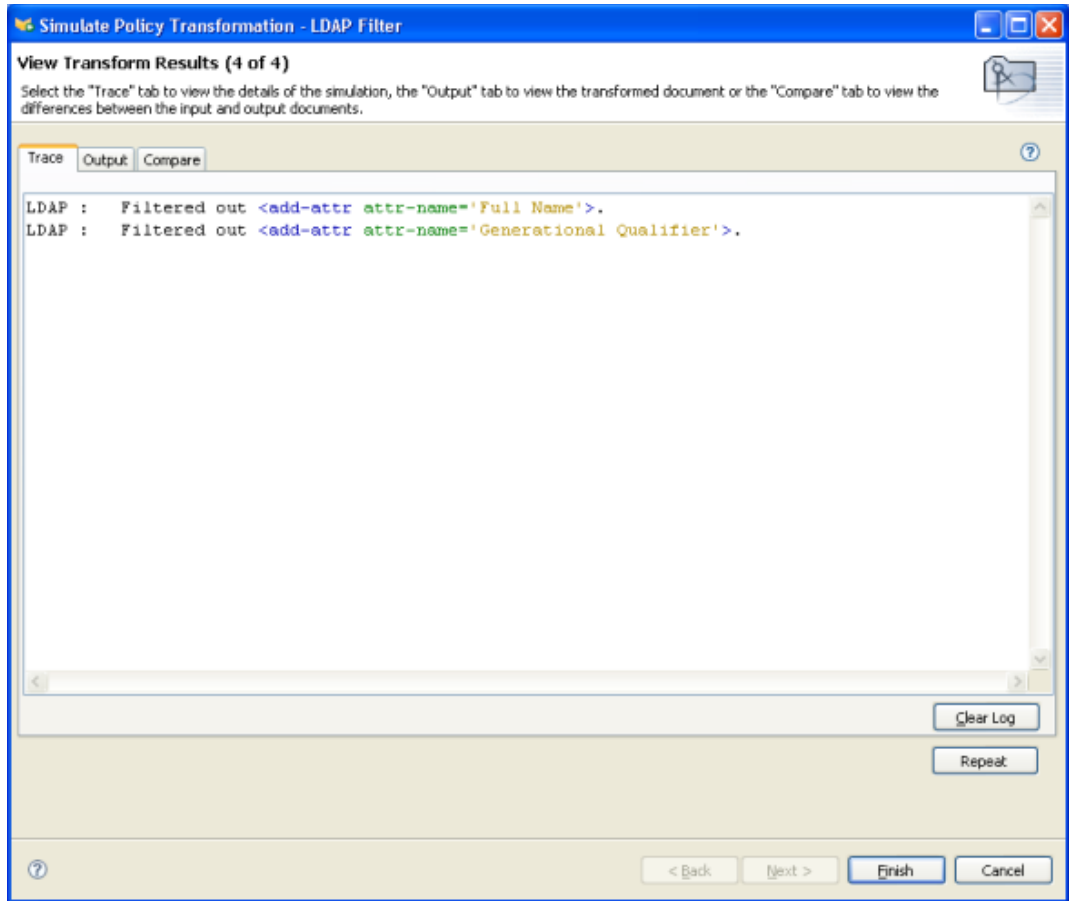 Simulate Policy Transformation - LDAP Filter
View Transform Results (4 of 4)
Select the "Trace" tab to view the details of the simulation, the "Output" tab to view the transformed document or the "Compare" tab to view the
differences between the input and output documents.
Trace Output Compare
LDAP : Filtered out <add-attr attr-name='Full Name'>.
LDAP : Filtered out <add-attr attr-name='Generational Qualifier'>.
Clear Log
Repeat
< Back Next > Finish Cancel